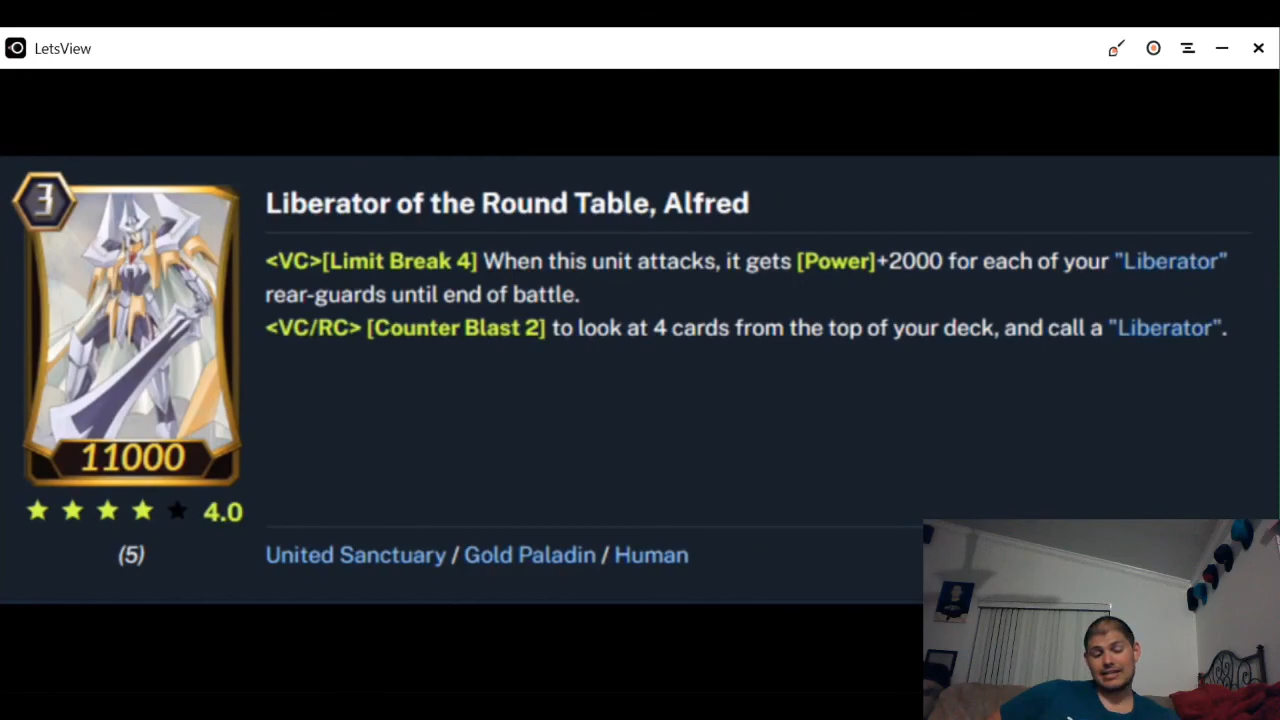 LetsView
3
Liberator of the Round Table, Alfred
<VC>[Limit Break 4] When this unit attacks, it gets [Power]+2000 for each of your "Liberator"
rear-guards until end of battle.
<VC/RC> [Counter Blast 2] to look at 4 cards from the top of your deck, and call a "Liberator".
11000
4.0
(5)
United Sanctuary / Gold Paladin / Human